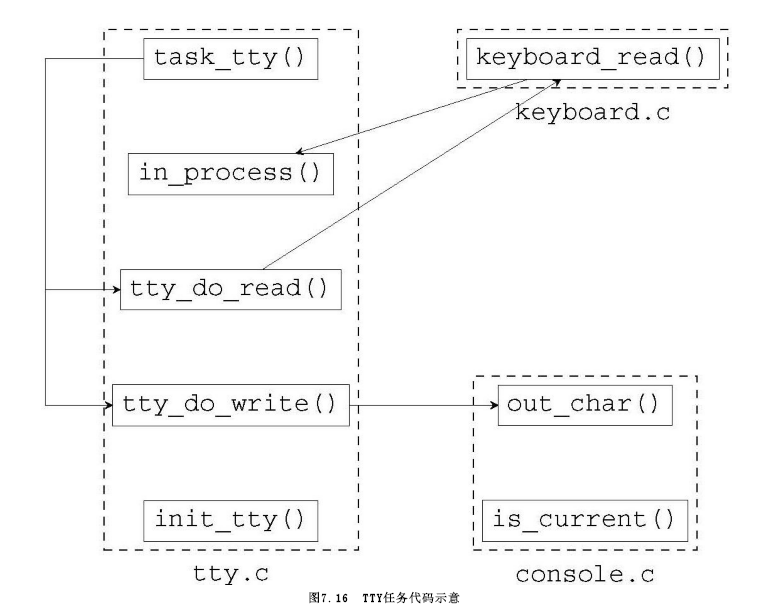 task_tty()
keyboard_read()
keyboard.c
in_process()
tty_do_read()
tty_do_write()
out_char()
init_tty()
is_current()
tty.c
console.c
图7.16 TTY任务代码示意